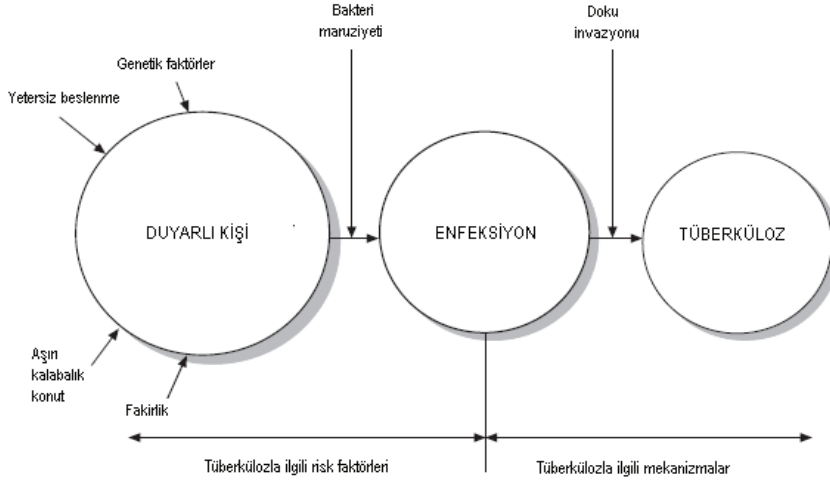 Bakteri
maruziyeti
Doku
invazyonu
Genetik faktörler
Yetersiz beslenme
DUYARLI KİŞİ
ENFEKSİYON
TÜBERKÜLOZ
Aşırı
kalabalık
konut
Fakirlik
Tüberkülozla ilgili risk faktörleri
Tüberkülozla ilgili mekanizmalar